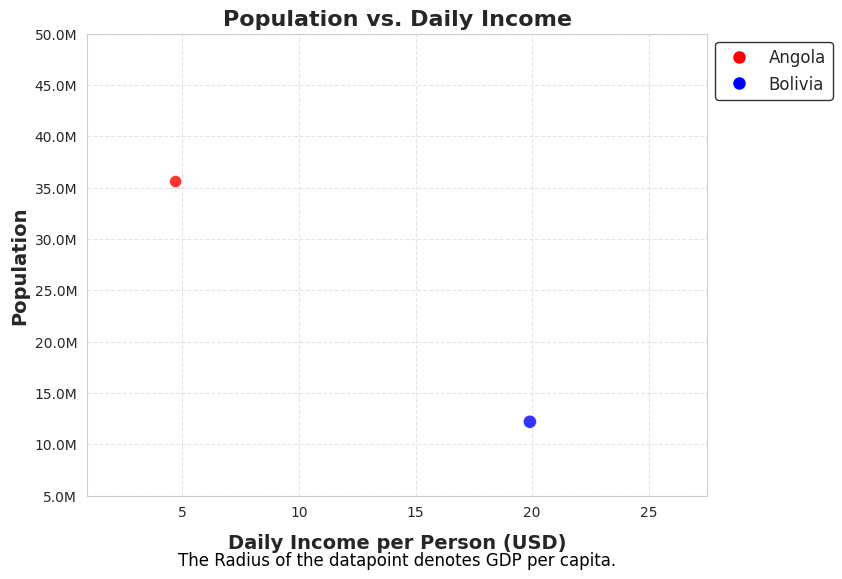 Population vs. Daily Income
50.0M
45.0M
40.0M
35.0M
30.0M
25.0M
20.0M
15.0M
10.0M
5.0M
Population
Angola
Bolivia
5
10
15
20
25
Daily Income per Person (USD)
The Radius of the datapoint denotes GDP per capita.